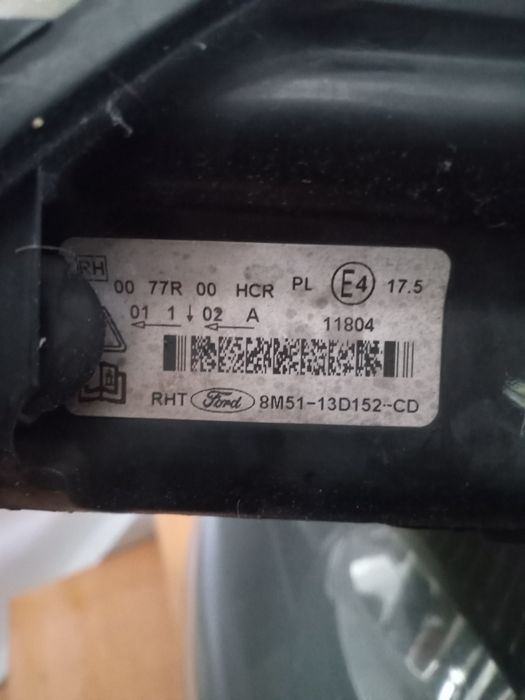 RH
00 77R 00 HCR PL E4 17.5
01 1 02 A 11804
RHT Ford 8M51-13D152-CD